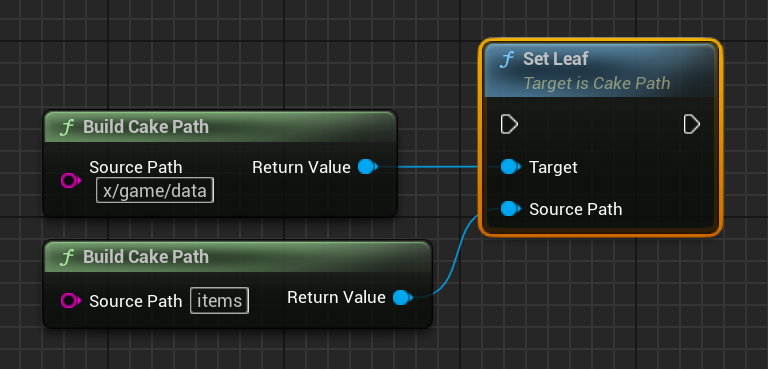 Set Leaf
Target is Cake Path
Build Cake Path
Source Path
x/game/data
Return Value
Target
Source Path
Build Cake Path
Source Path items
Return Value